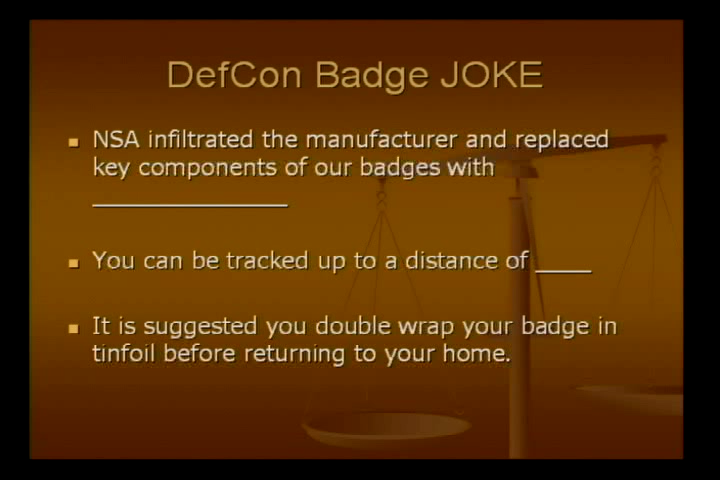 DefCon Badge JOKE
NSA infiltrated the manufacturer and replaced
key components of our badges with
_______________
You can be tracked up to a distance of ____
It is suggested you double wrap your badge in
tinfoil before returning to your home.